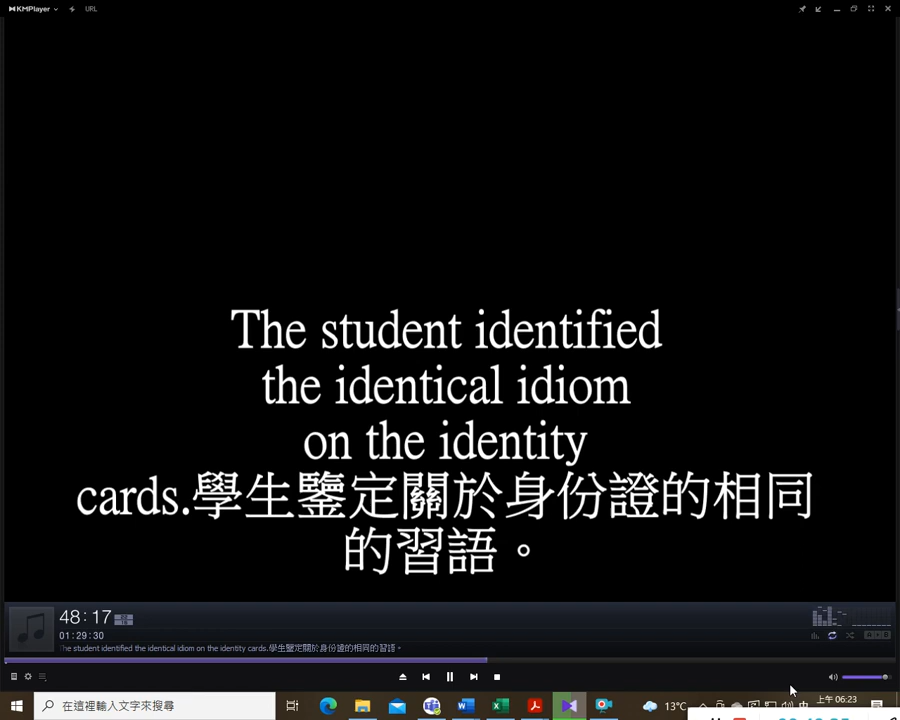 KMPlayer URL
The student identified
the identical idiom
on the identity
cards.學生鑒定關於身份證的相同
的習語。
48:17
01:29:30
The student identified the identical idiom on the identity cards.學生鑒定關於身份證的相同的習語。
在這裡輸入文字來搜尋
13°C
中
上午 06:23